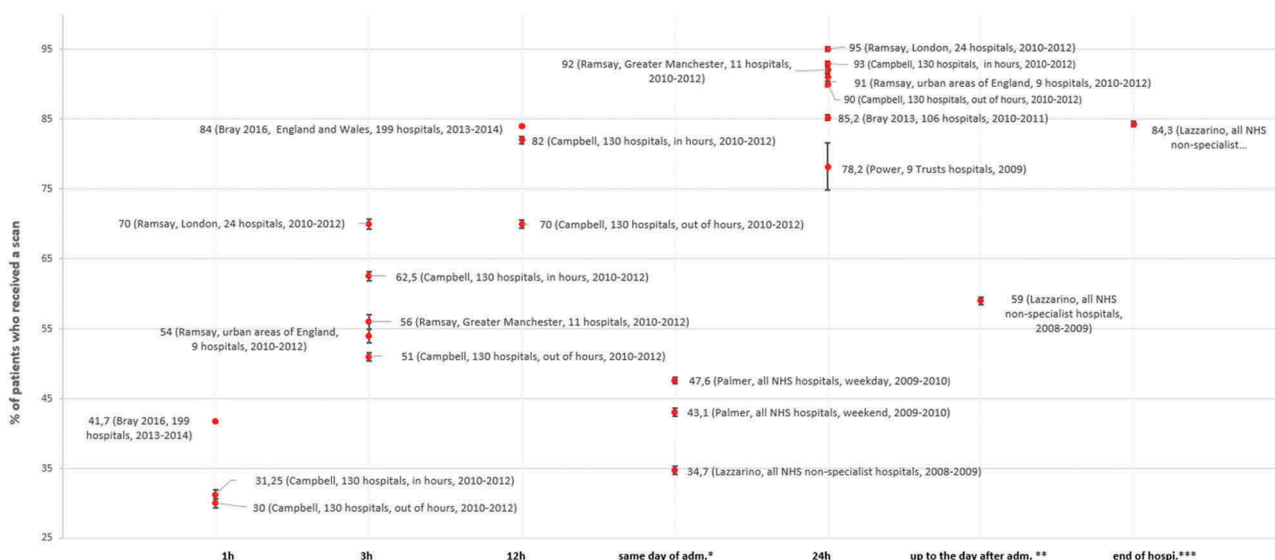 % of patients who received a scan
95
85
75
65
55
45
35
25
95 (Ramsay, London, 24 hospitals, 2010-2012)
92 (Ramsay, Greater Manchester, 11 hospitals,
2010-2012)
93 (Campbell, 130 hospitals, in hours, 2010-2012)
91 (Ramsay, urban areas of England, 9 hospitals, 2010-2012)
90 (Campbell, 130 hospitals, out of hours, 2010-2012)
85,2 (Bray 2013, 106 hospitals, 2010-2011)
84 (Bray 2016, England and Wales, 199 hospitals, 2013-2014)
82 (Campbell, 130 hospitals, in hours, 2010-2012)
84,3 (Lazzarino, all NHS
non-specialist...
78,2 (Power, 9 Trusts hospitals, 2009)
70 (Ramsay, London, 24 hospitals, 2010-2012)
70 (Campbell, 130 hospitals, out of hours, 2010-2012)
62,5 (Campbell, 130 hospitals, in hours, 2010-2012)
59 (Lazzarino, all NHS
non-specialist hospitals,
2008-2009)
56 (Ramsay, Greater Manchester, 11 hospitals, 2010-2012)
54 (Ramsay, urban areas of England,
9 hospitals, 2010-2012)
51 (Campbell, 130 hospitals, out of hours, 2010-2012)
47,6 (Palmer, all NHS hospitals, weekday, 2009-2010)
43,1 (Palmer, all NHS hospitals, weekend, 2009-2010)
41,7 (Bray 2016, 199
hospitals, 2013-2014)
34,7 (Lazzarino, all NHS non-specialist hospitals, 2008-2009)
31,25 (Campbell, 130 hospitals, in hours, 2010-2012)
30 (Campbell, 130 hospitals, out of hours, 2010-2012)
1h
3h
12h
same day of adm.*
24h
up to the day after adm. **
end of hospi.***